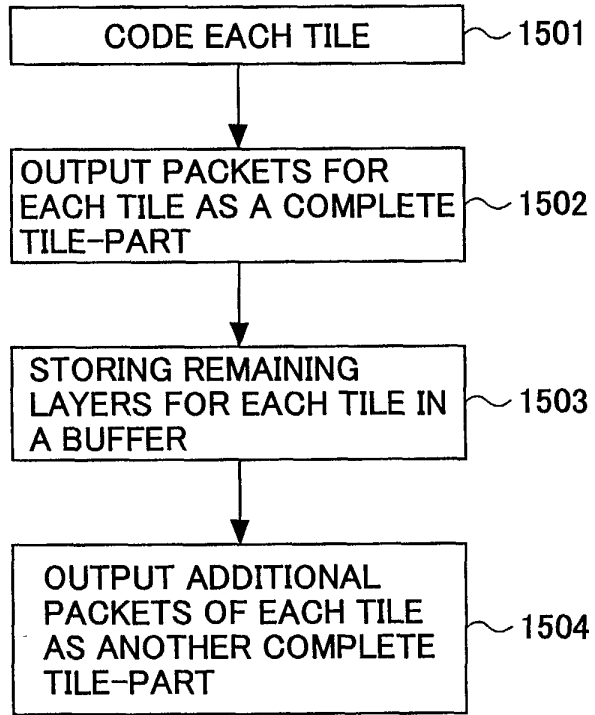 CODE EACH TILE
1501
OUTPUT PACKETS FOR
EACH TILE AS A COMPLETE
TILE-PART
1502
STORING REMAINING
LAYERS FOR EACH TILE IN
A BUFFER
1503
OUTPUT ADDITIONAL
PACKETS OF EACH TILE
AS ANOTHER COMPLETE
TILE-PART
1504